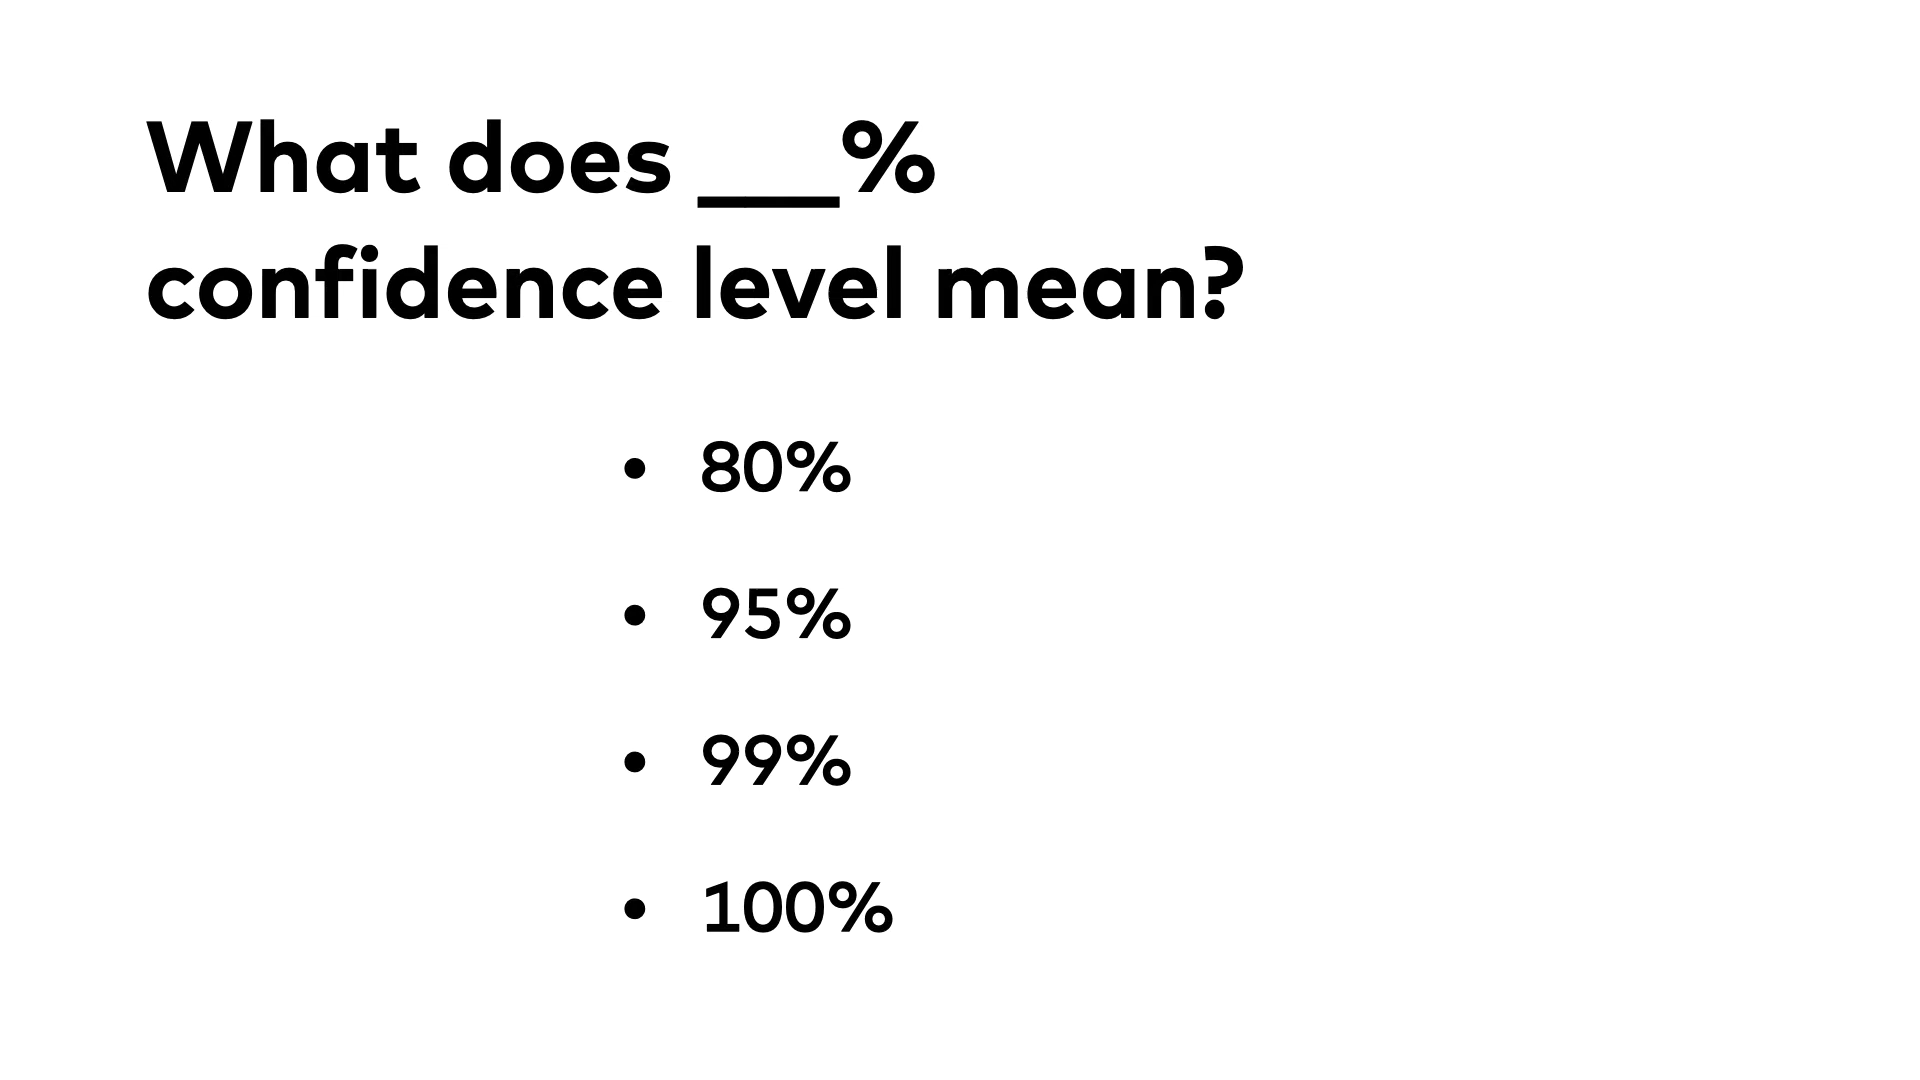 What does ___%
confidence level mean?
• 80%
• 95%
• 99%
• 100%